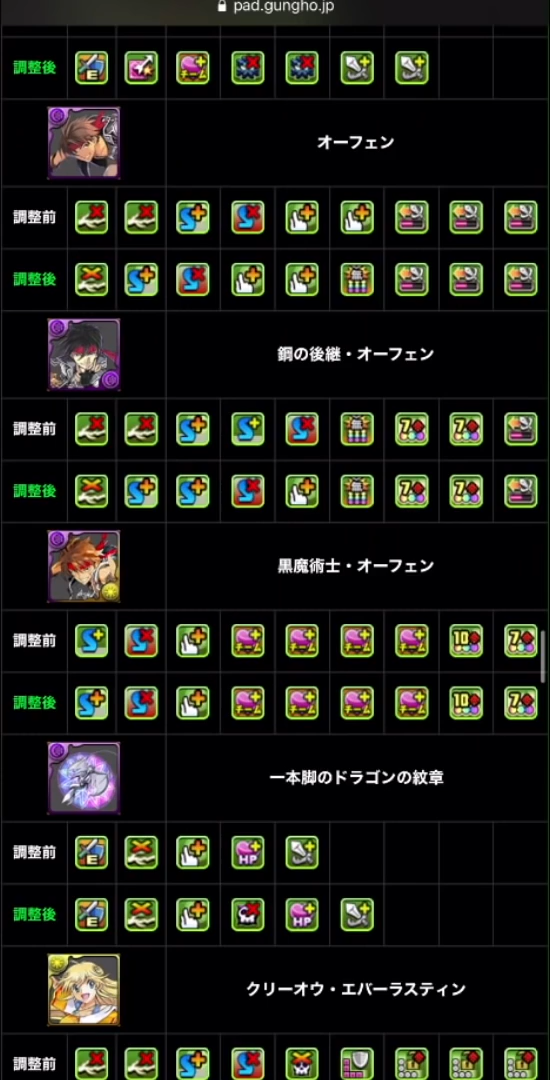 pad.gungho.jp
調整後
オーフェン
調整前
調整後
鋼の後継・オーフェン
調整前
調整後
黒魔術士・オーフェン
調整前
調整後
一本脚のドラゴンの紋章
調整前
調整後
クリーオウ・エバーラスティン
調整前